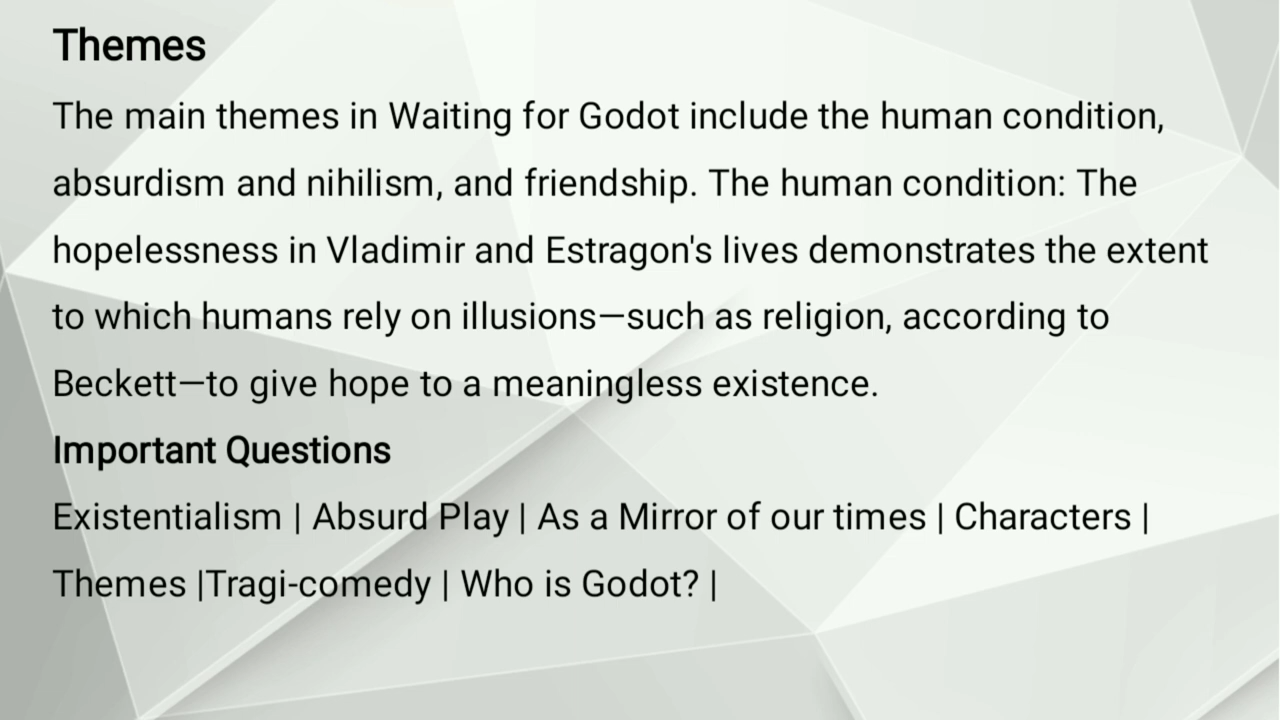 Themes
The main themes in Waiting for Godot include the human condition,
absurdism and nihilism, and friendship. The human condition: The
hopelessness in Vladimir and Estragon's lives demonstrates the extent
to which humans rely on illusions—such as religion, according to
Beckett—to give hope to a meaningless existence.
Important Questions
Existentialism | Absurd Play | As a Mirror of our times | Characters |
Themes |Tragi-comedy | Who is Godot? |